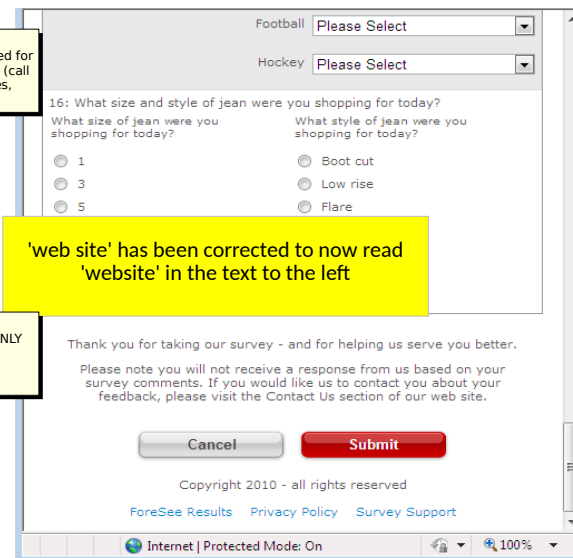 Football Please Select
Hockey Please Select
ed for
(call
es,
16: What size and style of jean were you shopping for today?
What size of jean were you
shopping for today?
What style of jean were you
shopping for today?
1
Boot cut
3
Low rise
5
Flare
'web site' has been corrected to now read
'website' in the text to the left
NLY
Thank you for taking our survey - and for helping us serve you better.
Please note you will not receive a response from us based on your
survey comments. If you would like us to contact you about your
feedback, please visit the Contact Us section of our web site.
Cancel Submit
Copyright 2010 - all rights reserved
ForeSee Results Privacy Policy Survey Support
Internet | Protected Mode: On 100%